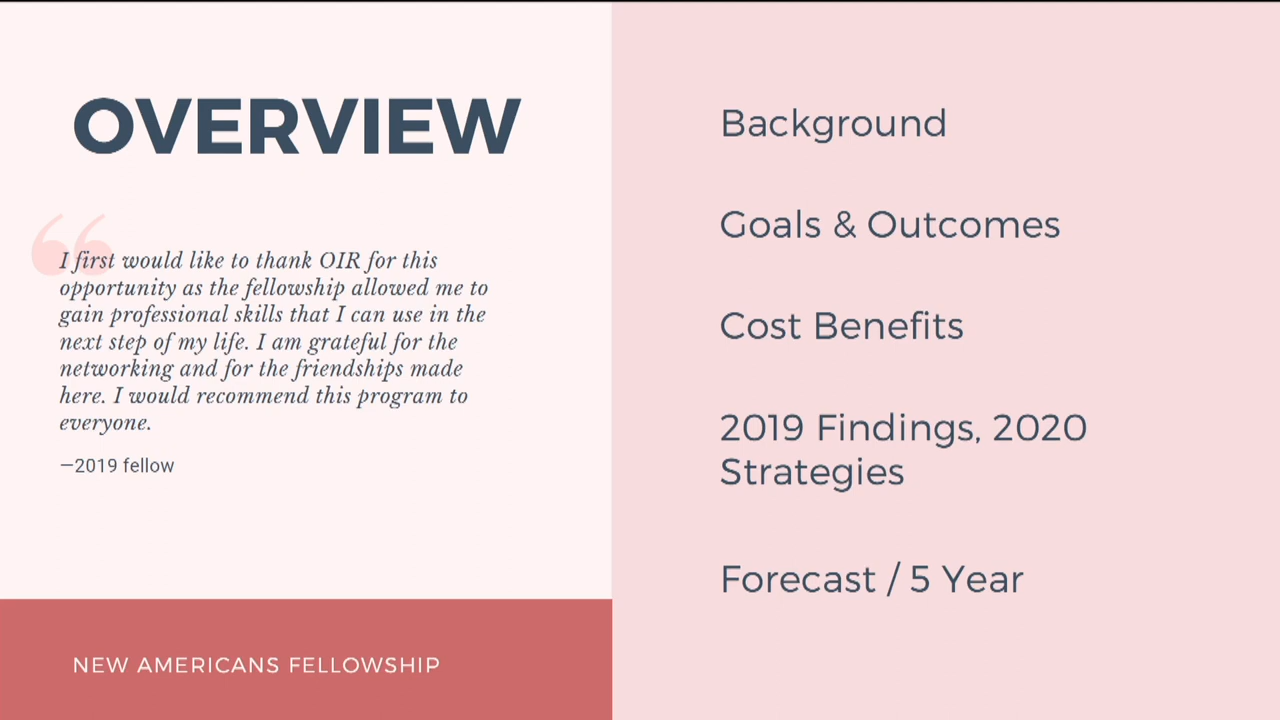 OVERVIEW
“
I first would like to thank OIR for this
opportunity as the fellowship allowed me to
gain professional skills that I can use in the
next step of my life. I am grateful for the
networking and for the friendships made
here. I would recommend this program to
everyone.
—2019 fellow
NEW AMERICANS FELLOWSHIP
Background
Goals & Outcomes
Cost Benefits
2019 Findings, 2020
Strategies
Forecast / 5 Year